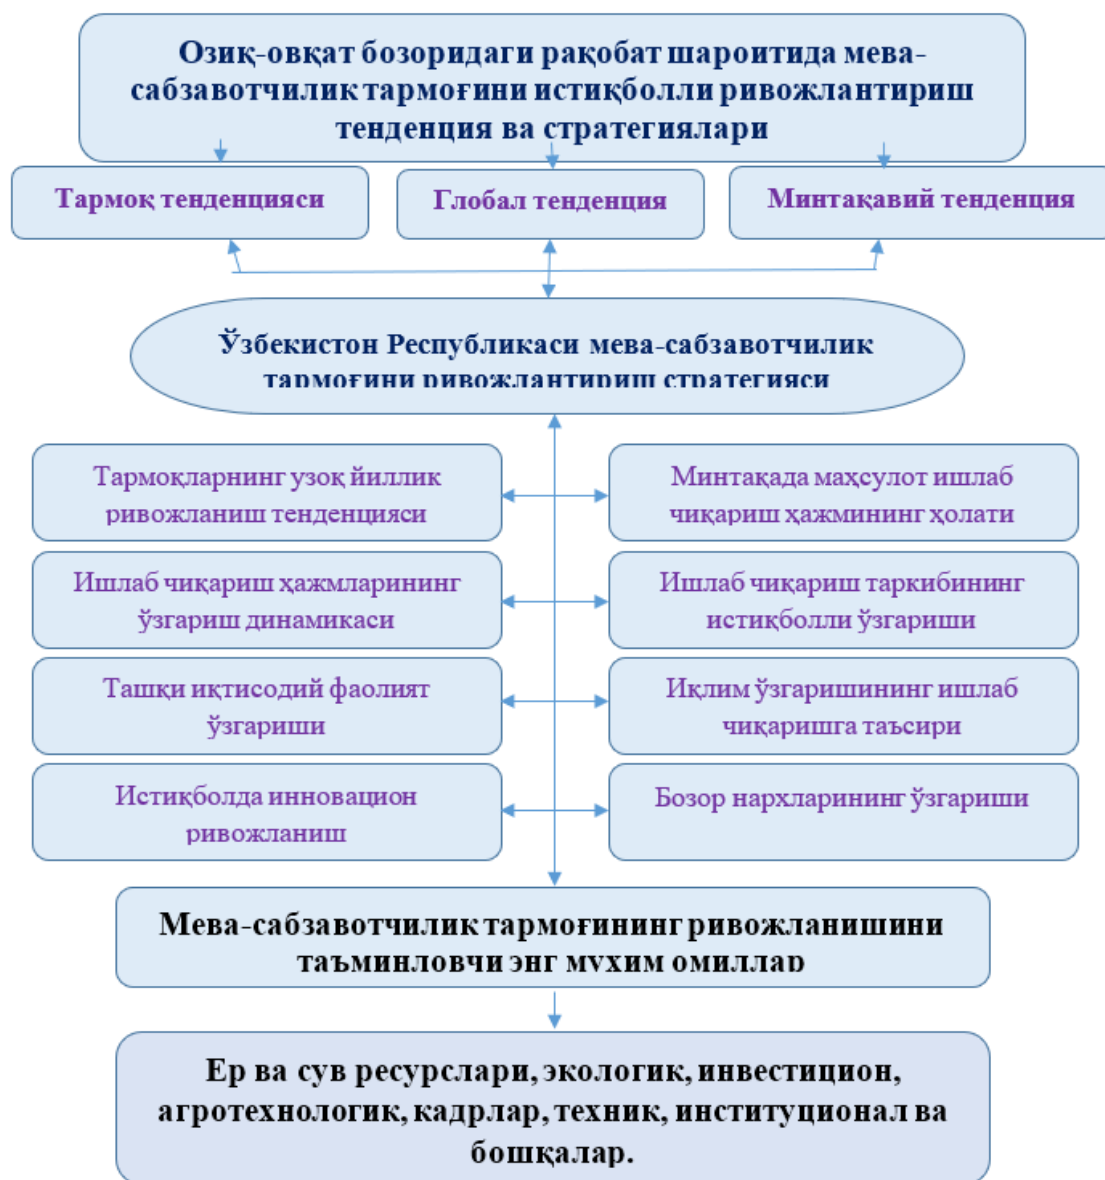 Озиқ-овқат бозоридаги рақобат шароитида мева-
сабзавотчилик тармоғини истиқболли ривожлантириш
тенденция ва стратегиялари
Тармоқ тенденцияси
Глобал тенденция
Минтақавий тенденция
Ўзбекистон Республикаси мева-сабзавотчилик
тармоғини ривожлантириш стратегияси
Тармоқларнинг узоқ йиллик
ривожланиш тенденцияси
Минтақада маҳсулот ишлаб
чиқариш ҳажмининг ҳолати
Ишлаб чиқариш ҳажмларининг
ўзгариш динамикаси
Ишлаб чиқариш таркибининг
истиқболли ўзгариши
Ташқи иқтисодий фаолият
ўзгариши
Иқлим ўзгаришининг ишлаб
чиқаришга таъсири
Истиқболда инновацион
ривожланиш
Бозор нархларининг ўзгариши
Мева-сабзавотчилик тармоғининг ривожланишини
таъминловчи энг муҳим омиллар
Ер ва сув ресурслари, экологик, инвестицион,
агротехнологик, кадрлар, техник, институционал ва
бошқалар.